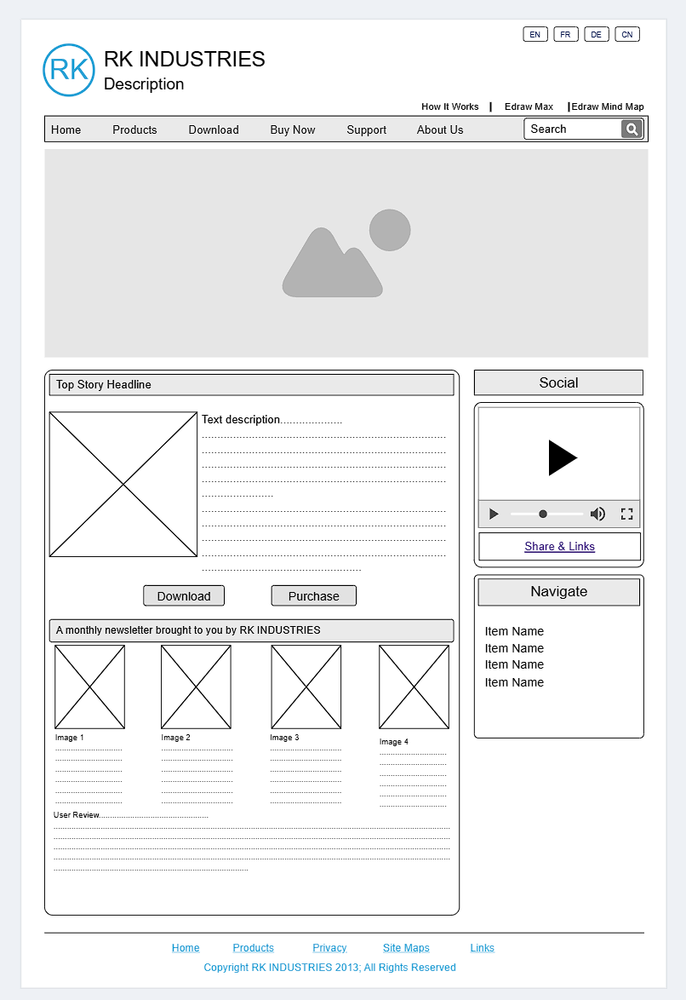 EN FR DE CN
RK
RK INDUSTRIES
Description
How It Works | Edraw Max | Edraw Mind Map
Home Products Download Buy Now Support About Us Search
Top Story Headline
Text description....................
Download Purchase
A monthly newsletter brought to you by RK INDUSTRIES
Image 1 Image 2 Image 3 Image 4
User Review....................................................
Social
Share & Links
Navigate
Item Name
Item Name
Item Name
Item Name
Home Products Privacy Site Maps Links
Copyright RK INDUSTRIES 2013; All Rights Reserved